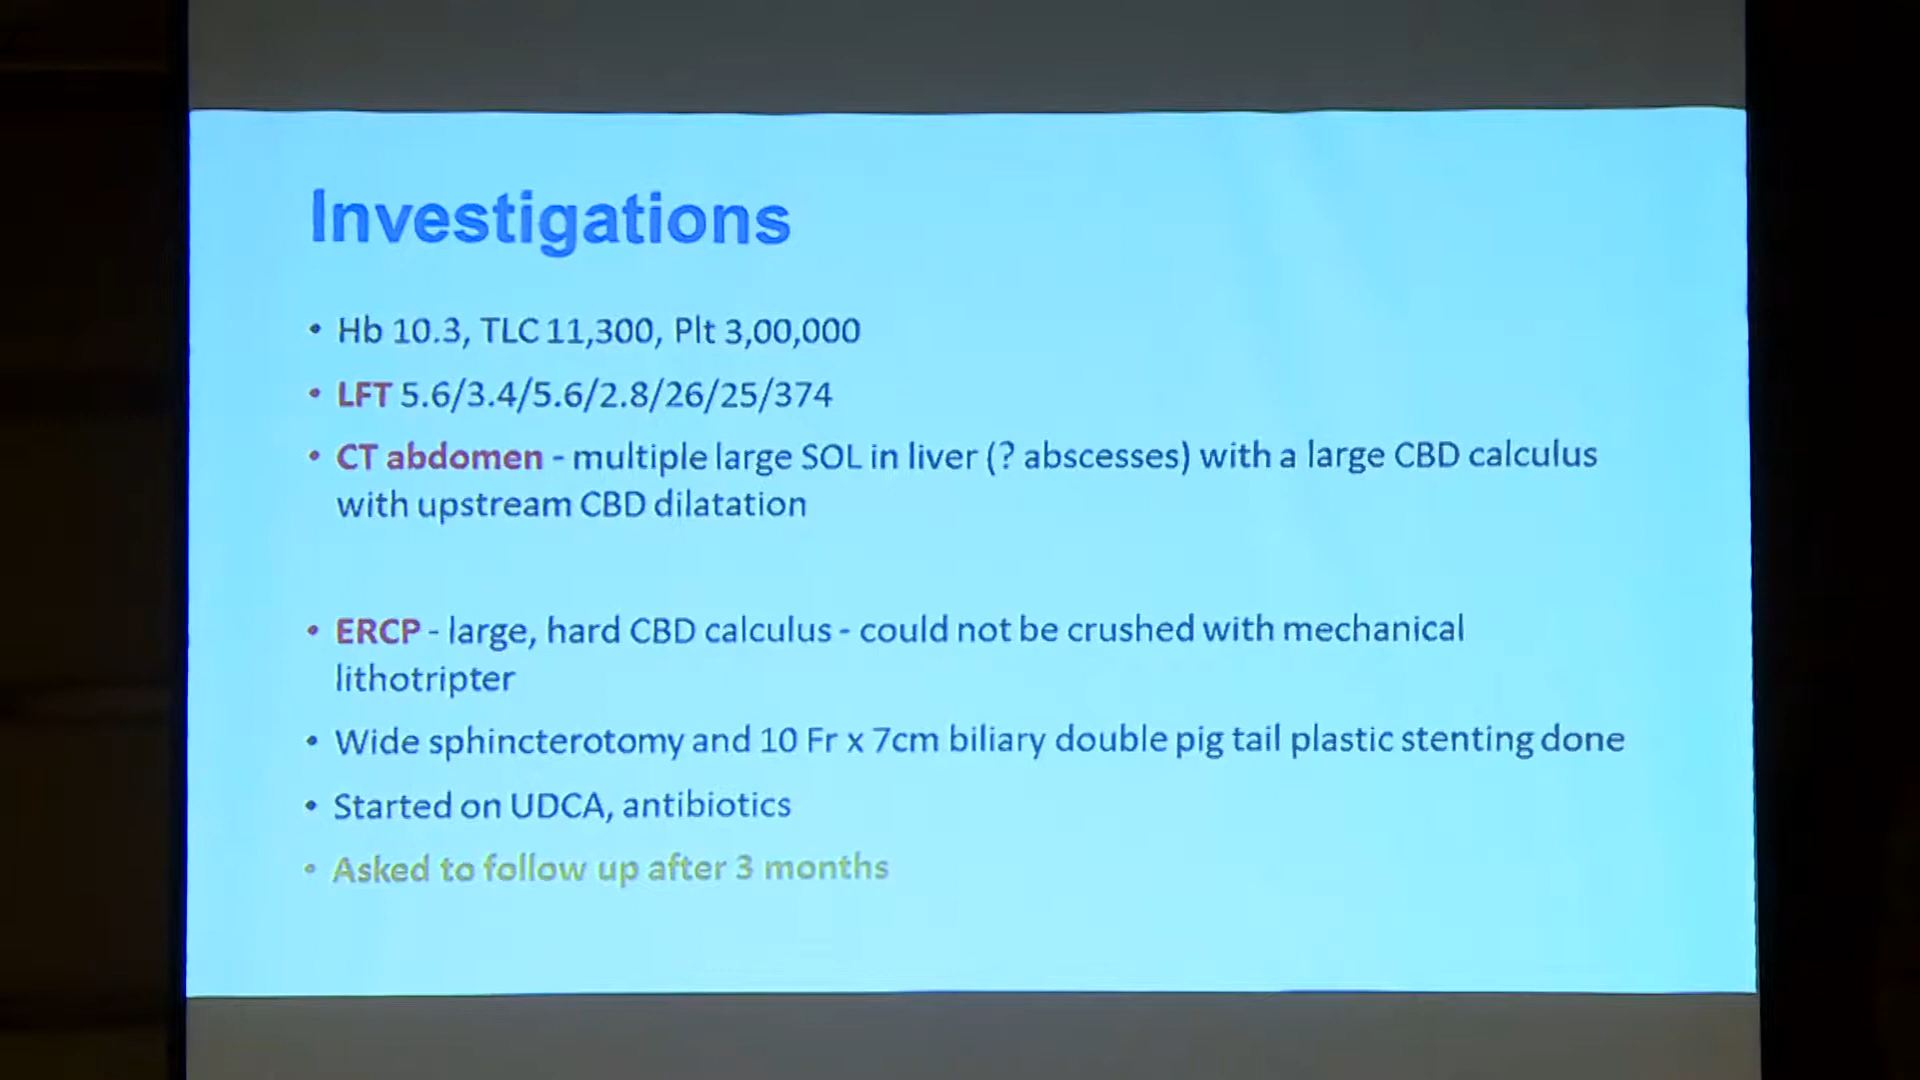 Investigations
• Hb 10.3, TLC 11,300, Plt 3,00,000
• LFT 5.6/3.4/5.6/2.8/26/25/374
• CT abdomen - multiple large SOL in liver (? abscesses) with a large CBD calculus
with upstream CBD dilatation
• ERCP - large, hard CBD calculus - could not be crushed with mechanical
lithotripter
• Wide sphincterotomy and 10 Fr x 7cm biliary double pig tail plastic stenting done
• Started on UDCA, antibiotics
• Asked to follow up after 3 months